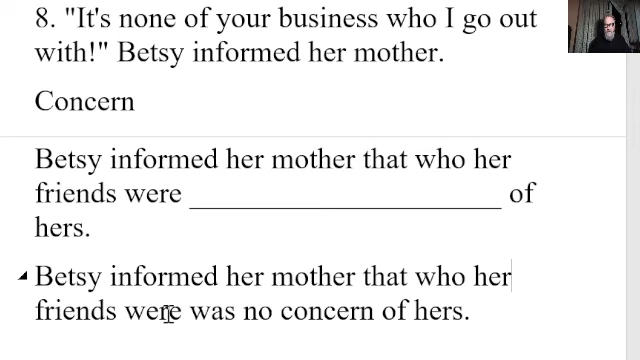 8. "It's none of your business who I go out
with!" Betsy informed her mother.
Concern
Betsy informed her mother that who her
friends were ______________________________ of
hers.
Betsy informed her mother that who her
friends were was no concern of hers.